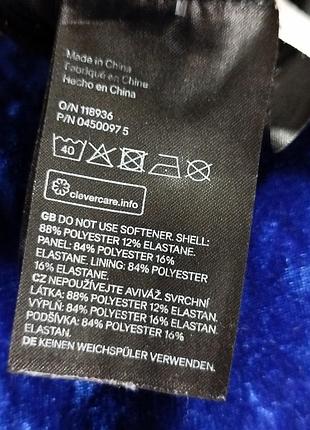 Made in China
Fabriqué en Chine
Hecho en China
O/N 118936
P/N 0450097 5
40
clevercare.info
GB DO NOT USE SOFTENER. SHELL:
88% POLYESTER 12% ELASTANE.
PANEL: 84% POLYESTER 16%
ELASTANE. LINING: 84% POLYESTER
16% ELASTANE.
CZ NEPOUŽÍVEJTE AVIVÁŽ. SVRCHNÍ
LÁTKA: 88% POLYESTER 12% ELASTAN.
VÝPLŇ: 84% POLYESTER 16% ELASTAN.
PODŠÍVKA: 84% POLYESTER 16%
ELASTAN.
DE KEINEN WEICHSPÜLER VERWENDEN.